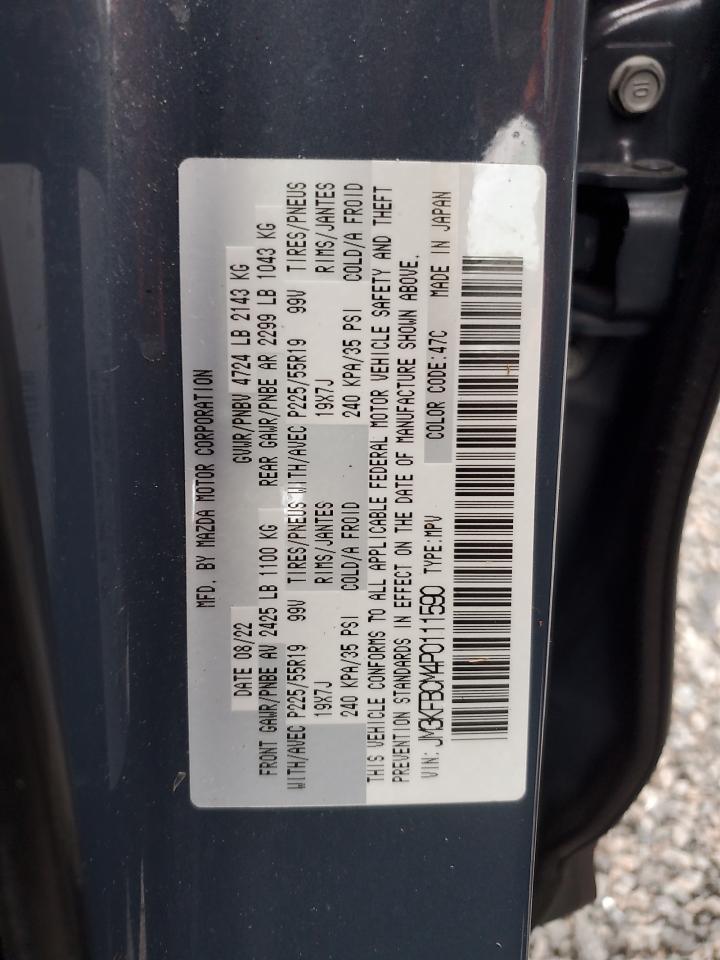 MFD. BY MAZDA MOTOR CORPORATION
DATE 08/22 GVWR/PNBV 4724 LB 2143 KG
FRONT GAWR/PNBE AV 2425 LB 1100 KG REAR GAWR/PNBE AR 2299 LB 1043 KG
WITH/AVEC P225/55R19 99V TIRES/PNEUS WITH/AVEC P225/55R19 99V TIRES/PNEUS
19X7J RIMS/JANTES 19X7J RIMS/JANTES
240 KPA/35 PSI COLD/A FROID 240 KPA/35 PSI COLD/A FROID
THIS VEHICLE CONFORMS TO ALL APPLICABLE FEDERAL MOTOR VEHICLE SAFETY AND THEFT
PREVENTION STANDARDS IN EFFECT ON THE DATE OF MANUFACTURE SHOWN ABOVE.
VIN: JM3KFBCM4P0111590 TYPE:MPV COLOR CODE:47C MADE IN JAPAN
10